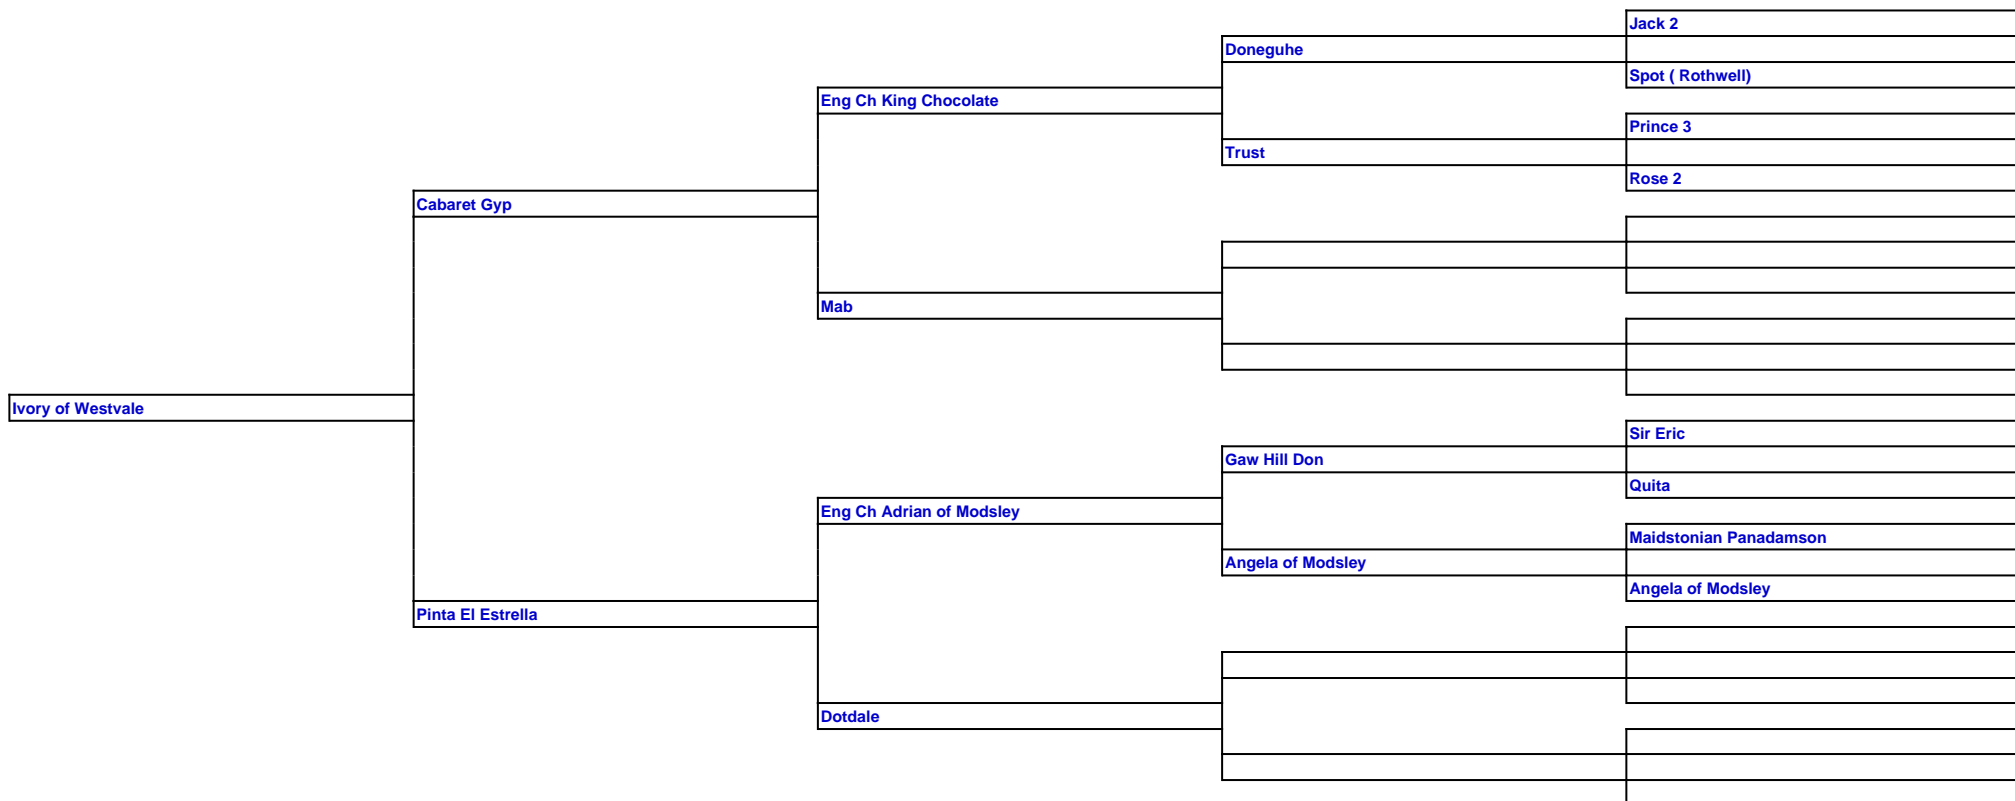 Jack 2
Doneguhe
Spot ( Rothwell)
Eng Ch King Chocolate
Prince 3
Trust
Rose 2
Cabaret Gyp
Mab
Ivory of Westvale
Sir Eric
Gaw Hill Don
Quita
Eng Ch Adrian of Modsley
Maidstonian Panadamson
Angela of Modsley
Angela of Modsley
Pinta El Estrella
Dotdale